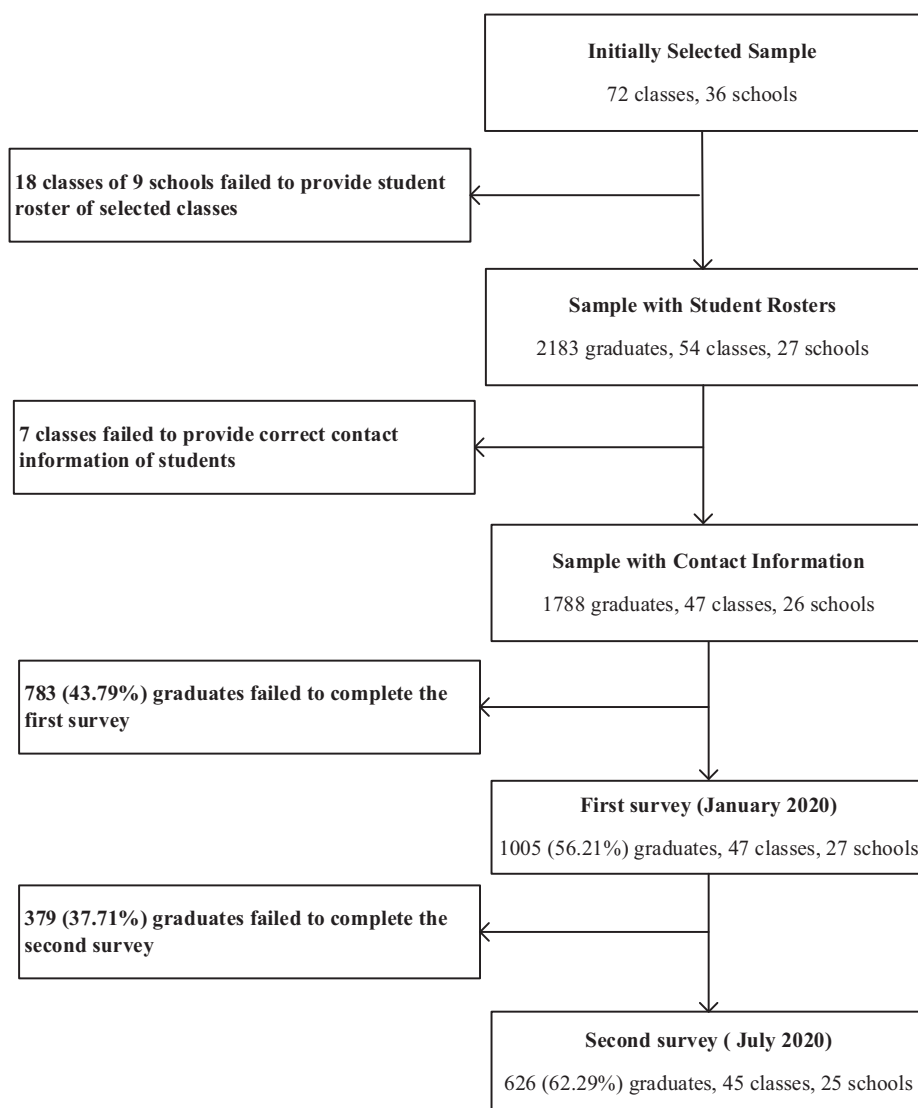 Initially Selected Sample
72 classes, 36 schools
18 classes of 9 schools failed to provide student
roster of selected classes
Sample with Student Rosters
2183 graduates, 54 classes, 27 schools
7 classes failed to provide correct contact
information of students
Sample with Contact Information
1788 graduates, 47 classes, 26 schools
783 (43.79%) graduates failed to complete the
first survey
First survey (January 2020)
1005 (56.21%) graduates, 47 classes, 27 schools
379 (37.71%) graduates failed to complete the
second survey
Second survey ( July 2020)
626 (62.29%) graduates, 45 classes, 25 schools